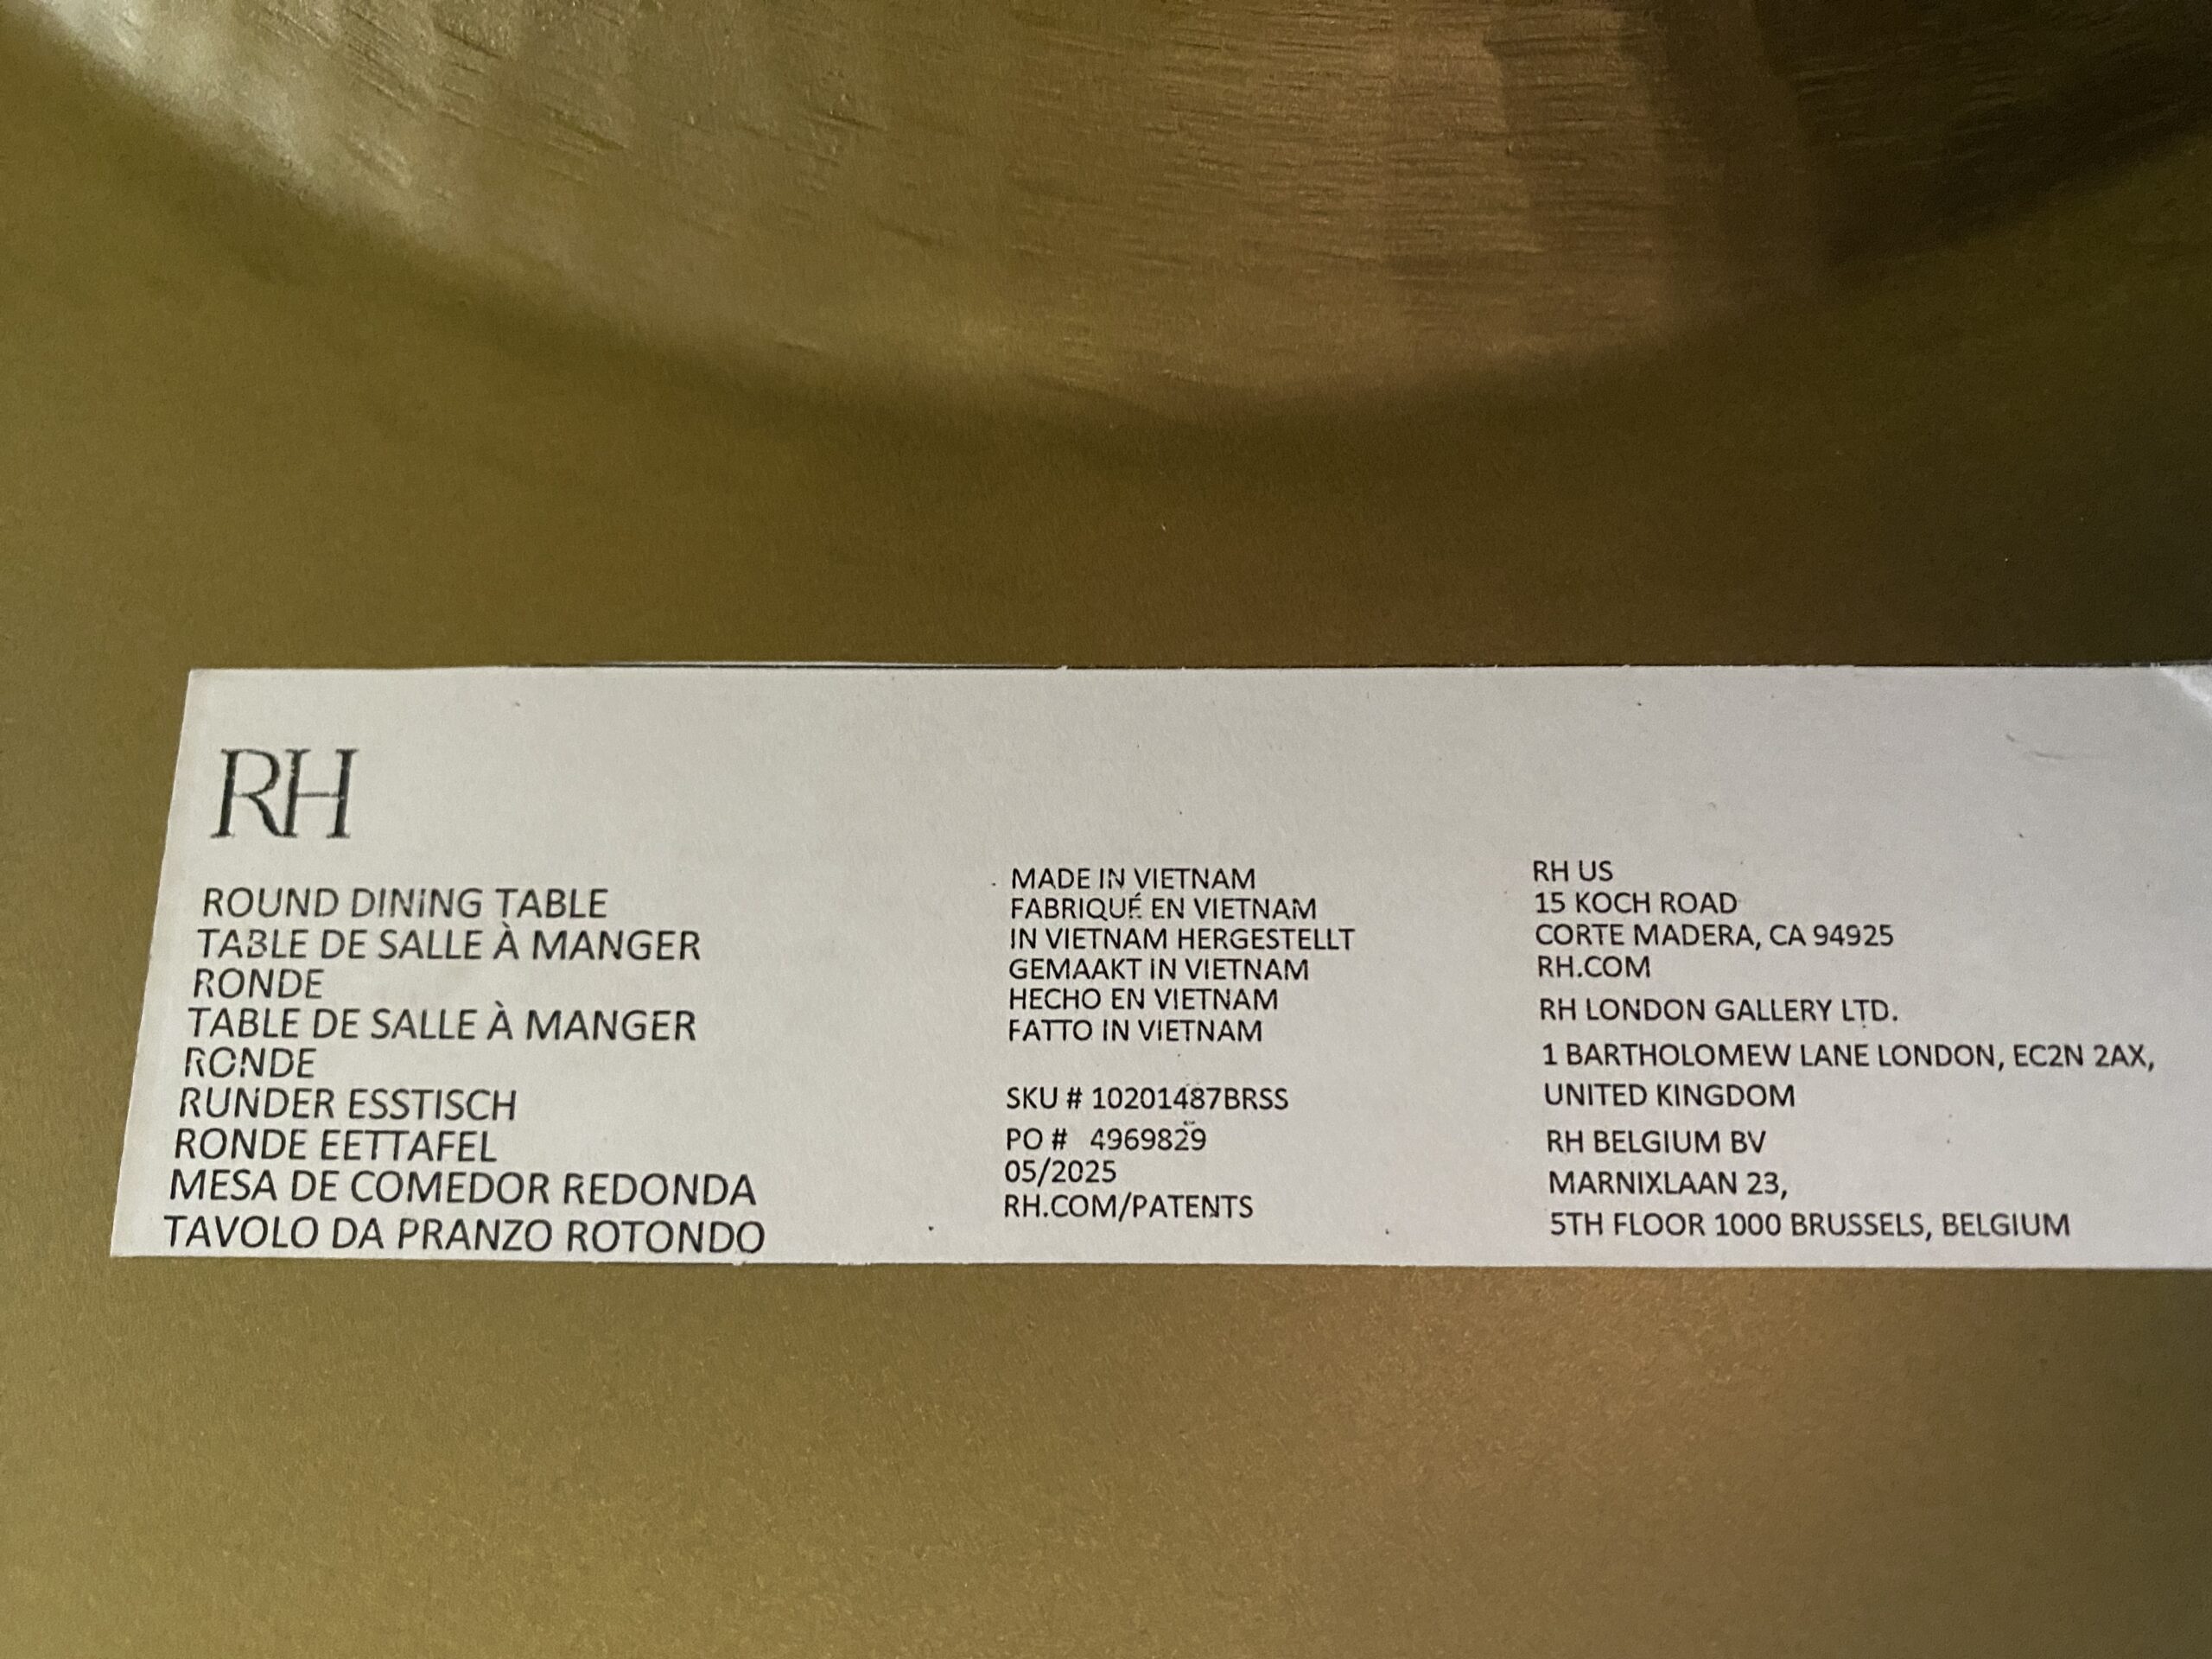 RH
ROUND DINING TABLE
TABLE DE SALLE À MANGER
RONDE
TABLE DE SALLE À MANGER
RONDE
RUNDER ESSTISCH
RONDE EETTAFEL
MESA DE COMEDOR REDONDA
TAVOLO DA PRANZO ROTONDO
MADE IN VIETNAM
FABRIQUÉ EN VIETNAM
IN VIETNAM HERGESTELLT
GEMAAKT IN VIETNAM
HECHO EN VIETNAM
FATTO IN VIETNAM
SKU # 10201487BRSS
PO # 4969829
05/2025
RH.COM/PATENTS
RH US
15 KOCH ROAD
CORTE MADERA, CA 94925
RH.COM
RH LONDON GALLERY LTD.
1 BARTHOLOMEW LANE LONDON, EC2N 2AX,
UNITED KINGDOM
RH BELGIUM BV
MARNIXLAAN 23,
5TH FLOOR 1000 BRUSSELS, BELGIUM